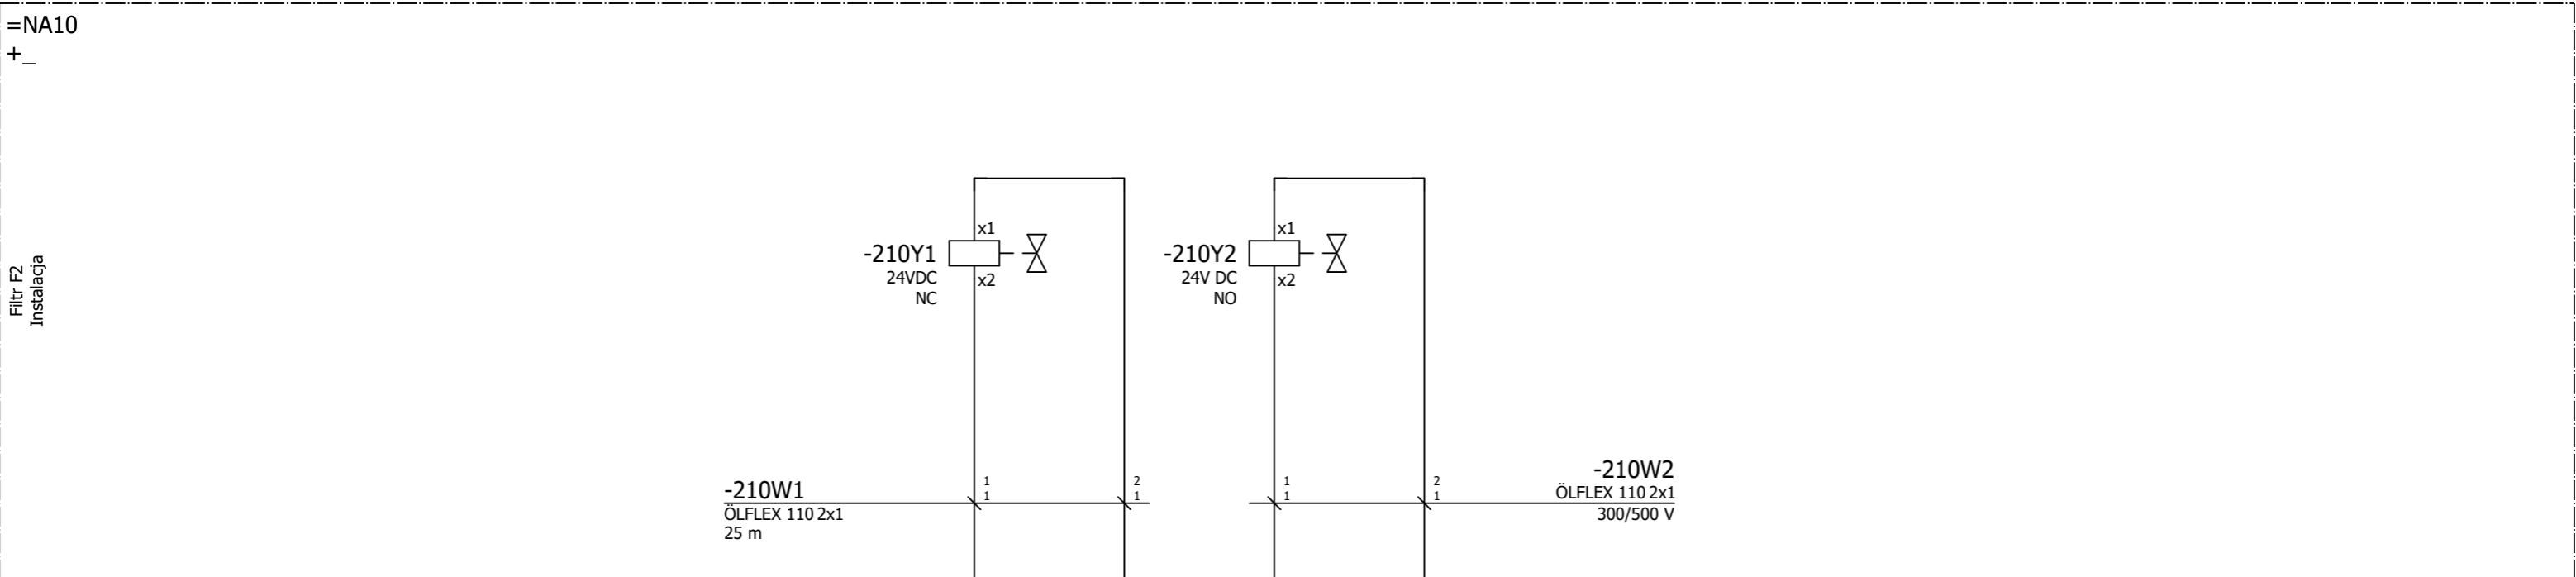 =NA10
+_
Filtr F2
Instalacja
-210Y1
24VDC
NC
x1
x2
-210Y2
24V DC
NO
x1
x2
-210W1
ÖLFLEX 110 2x1
25 m
1
1
2
1
1
1
2
1
-210W2
ÖLFLEX 110 2x1
300/500 V